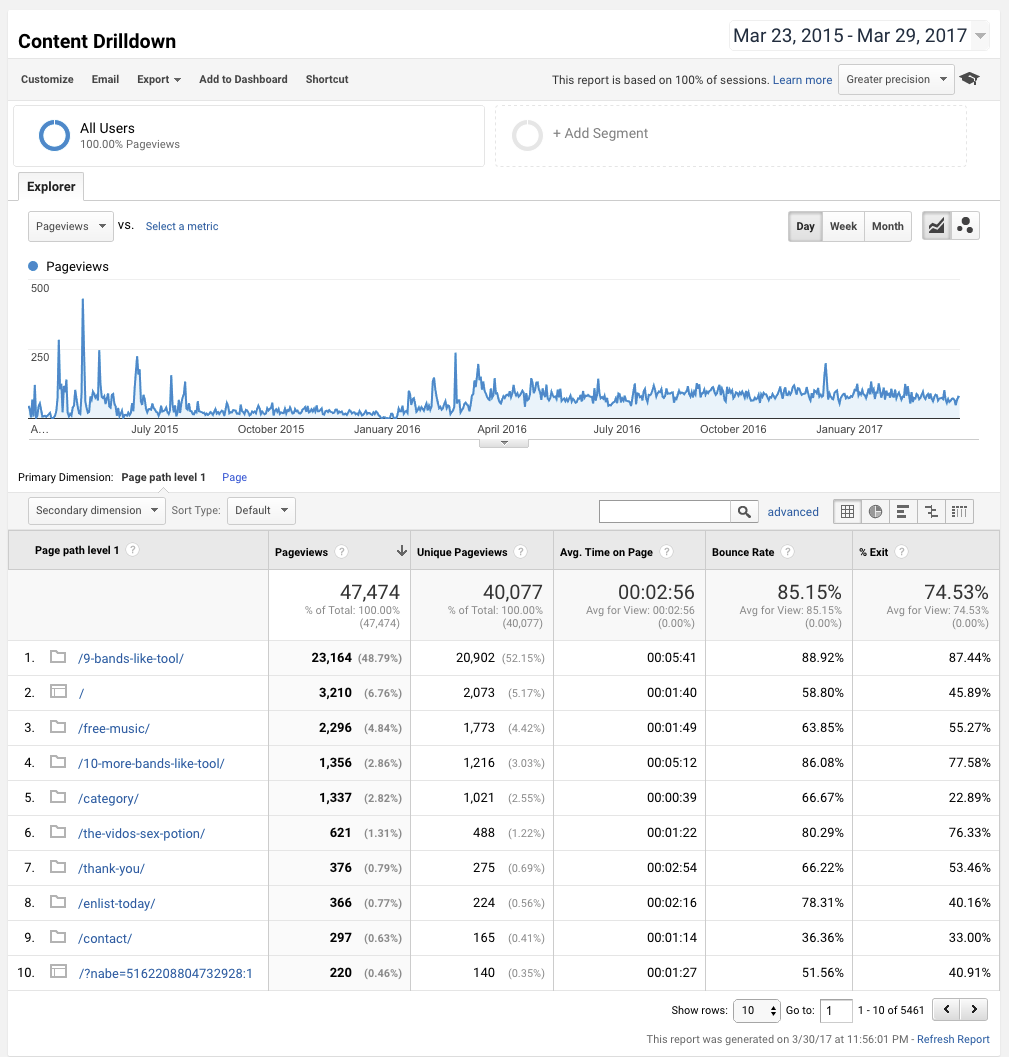 Content Drilldown
Mar 23, 2015 - Mar 29, 2017
Customize Email Export Add to Dashboard Shortcut
This report is based on 100% of sessions. Learn more Greater precision
All Users
100.00% Pageviews
+ Add Segment
Explorer
Pageviews vs. Select a metric
Day Week Month
Pageviews
500
250
A... July 2015 October 2015 January 2016 April 2016 July 2016 October 2016 January 2017
Primary Dimension: Page path level 1 Page
Secondary dimension Sort Type: Default advanced
Page path level 1 ? Pageviews ? Unique Pageviews ? Avg. Time on Page ? Bounce Rate ? % Exit ?
47,474 40,077 00:02:56 85.15% 74.53%
% of Total: 100.00% % of Total: 100.00% Avg for View: 00:02:56 Avg for View: 85.15% Avg for View: 74.53%
(47,474) (40,077) (0.00%) (0.00%) (0.00%)
1. /9-bands-like-tool/ 23,164 (48.79%) 20,902 (52.15%) 00:05:41 88.92% 87.44%
2. / 3,210 (6.76%) 2,073 (5.17%) 00:01:40 58.80% 45.89%
3. /free-music/ 2,296 (4.84%) 1,773 (4.42%) 00:01:49 63.85% 55.27%
4. /10-more-bands-like-tool/ 1,356 (2.86%) 1,216 (3.03%) 00:05:12 86.08% 77.58%
5. /category/ 1,337 (2.82%) 1,021 (2.55%) 00:00:39 66.67% 22.89%
6. /the-vidos-sex-potion/ 621 (1.31%) 488 (1.22%) 00:01:22 80.29% 76.33%
7. /thank-you/ 376 (0.79%) 275 (0.69%) 00:02:54 66.22% 53.46%
8. /enlist-today/ 366 (0.77%) 224 (0.56%) 00:02:16 78.31% 40.16%
9. /contact/ 297 (0.63%) 165 (0.41%) 00:01:14 36.36% 33.00%
10. /?nabe=5162208804732928:1 220 (0.46%) 140 (0.35%) 00:01:27 51.56% 40.91%
Show rows: 10 Go to: 1 1 - 10 of 5461
This report was generated on 3/30/17 at 11:56:01 PM - Refresh Report